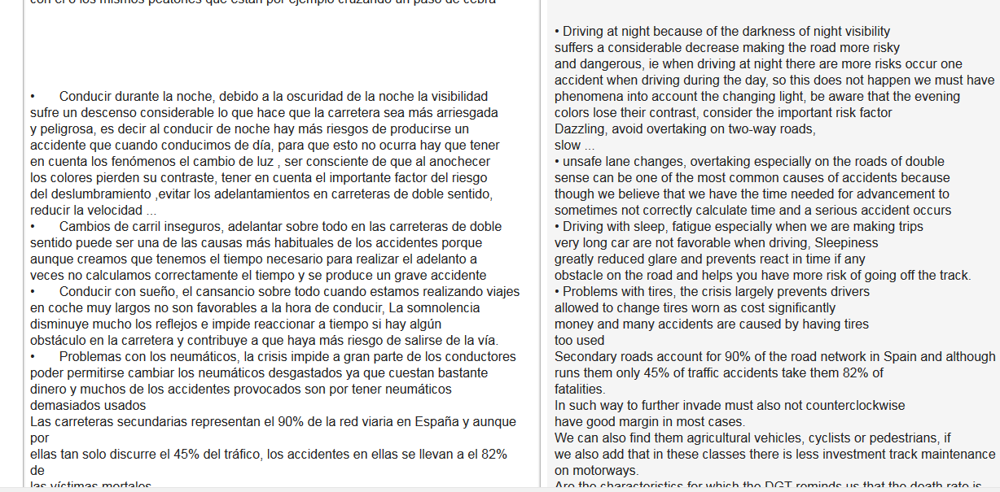 con él o los mismos peatones que están por ejemplo cruzando un paso de cebra
•	Conducir durante la noche, debido a la oscuridad de la noche la visibilidad
sufre un descenso considerable lo que hace que la carretera sea más arriesgada
y peligrosa, es decir al conducir de noche hay más riesgos de producirse un
accidente que cuando conducimos de día, para que esto no ocurra hay que tener
en cuenta los fenómenos el cambio de luz , ser consciente de que al anochecer
los colores pierden su contraste, tener en cuenta el importante factor del riesgo
del deslumbramiento ,evitar los adelantamientos en carreteras de doble sentido,
reducir la velocidad ...
•	Cambios de carril inseguros, adelantar sobre todo en las carreteras de doble
sentido puede ser una de las causas más habituales de los accidentes porque
aunque creamos que tenemos el tiempo necesario para realizar el adelanto a
veces no calculamos correctamente el tiempo y se produce un grave accidente
•	Conducir con sueño, el cansancio sobre todo cuando estamos realizando viajes
en coche muy largos no son favorables a la hora de conducir, La somnolencia
disminuye mucho los reflejos e impide reaccionar a tiempo si hay algún
obstáculo en la carretera y contribuye a que haya más riesgo de salirse de la vía.
•	Problemas con los neumáticos, la crisis impide a gran parte de los conductores
poder permitirse cambiar los neumáticos desgastados ya que cuestan bastante
dinero y muchos de los accidentes provocados son por tener neumáticos
demasiados usados
Las carreteras secundarias representan el 90% de la red viaria en España y aunque
por
ellas tan solo discurre el 45% del tráfico, los accidentes en ellas se llevan a el 82%
de
las víctimas mortales
• Driving at night because of the darkness of night visibility
suffers a considerable decrease making the road more risky
and dangerous, ie when driving at night there are more risks occur one
accident when driving during the day, so this does not happen we must have
phenomena into account the changing light, be aware that the evening
colors lose their contrast, consider the important risk factor
Dazzling, avoid overtaking on two-way roads,
slow ...
• unsafe lane changes, overtaking especially on the roads of double
sense can be one of the most common causes of accidents because
though we believe that we have the time needed for advancement to
sometimes not correctly calculate time and a serious accident occurs
• Driving with sleep, fatigue especially when we are making trips
very long car are not favorable when driving, Sleepiness
greatly reduced glare and prevents react in time if any
obstacle on the road and helps you have more risk of going off the track.
• Problems with tires, the crisis largely prevents drivers
allowed to change tires worn as cost significantly
money and many accidents are caused by having tires
too used
Secondary roads account for 90% of the road network in Spain and although
runs them only 45% of traffic accidents take them 82% of
fatalities.
In such way to further invade must also not counterclockwise
have good margin in most cases.
We can also find them agricultural vehicles, cyclists or pedestrians, if
we also add that in these classes there is less investment track maintenance
on motorways.
Are the characteristics for which the DGT reminds us that the death rate is